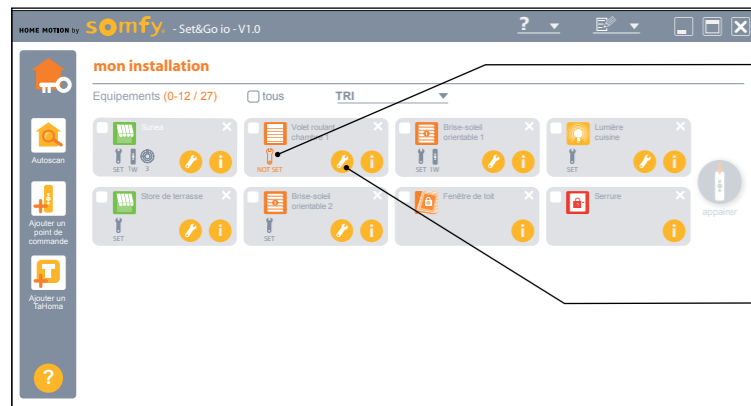 HOME MOTION by somfy. - Set&Go io - V1.0
?
mon installation
Equipements (0-12 / 27)
tous
TRI
Autoscan
Ajouter un
point de
commande
Ajouter un
TaHoma
?
Sunea
SET 1W 3
i
Volet roulant
chambre 1
NOT SET
i
Brise-soleil
orientable 1
SET 1W
i
Lumière
cuisine
SET
i
Store de terrasse
SET
i
Brise-soleil
orientable 2
SET
i
Fenêtre de toit
i
Serrure
i
appairer